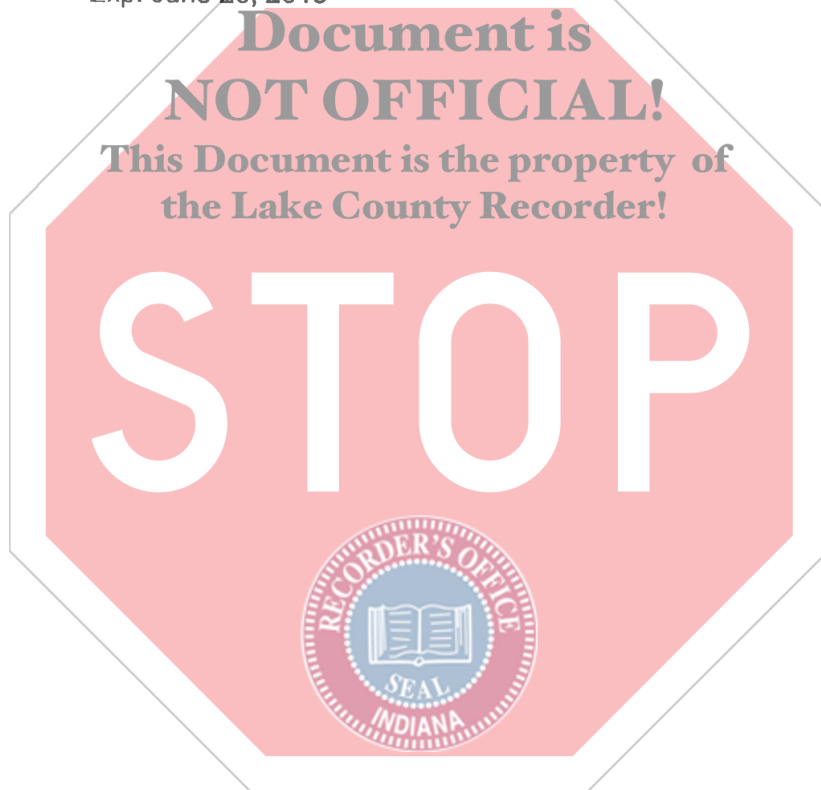 Document is
NOT OFFICIAL!
This Document is the property of
the Lake County Recorder!
STOP
RECORDER'S OFFICE
SEAL
INDIANA